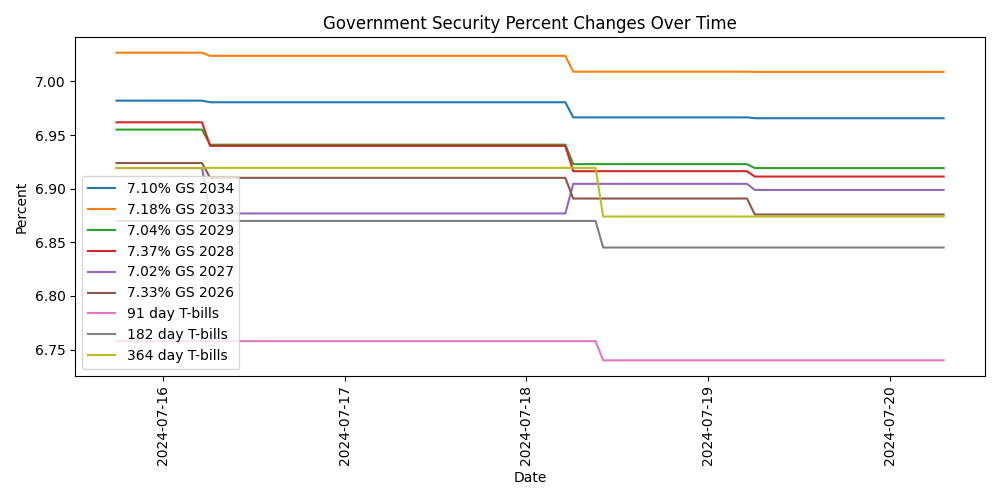 Government Security Percent Changes Over Time
Percent
7.00
6.95
6.90
6.85
6.80
6.75
7.10% GS 2034
7.18% GS 2033
7.04% GS 2029
7.37% GS 2028
7.02% GS 2027
7.33% GS 2026
91 day T-bills
182 day T-bills
364 day T-bills
2024-07-16
2024-07-17
2024-07-18
2024-07-19
2024-07-20
Date